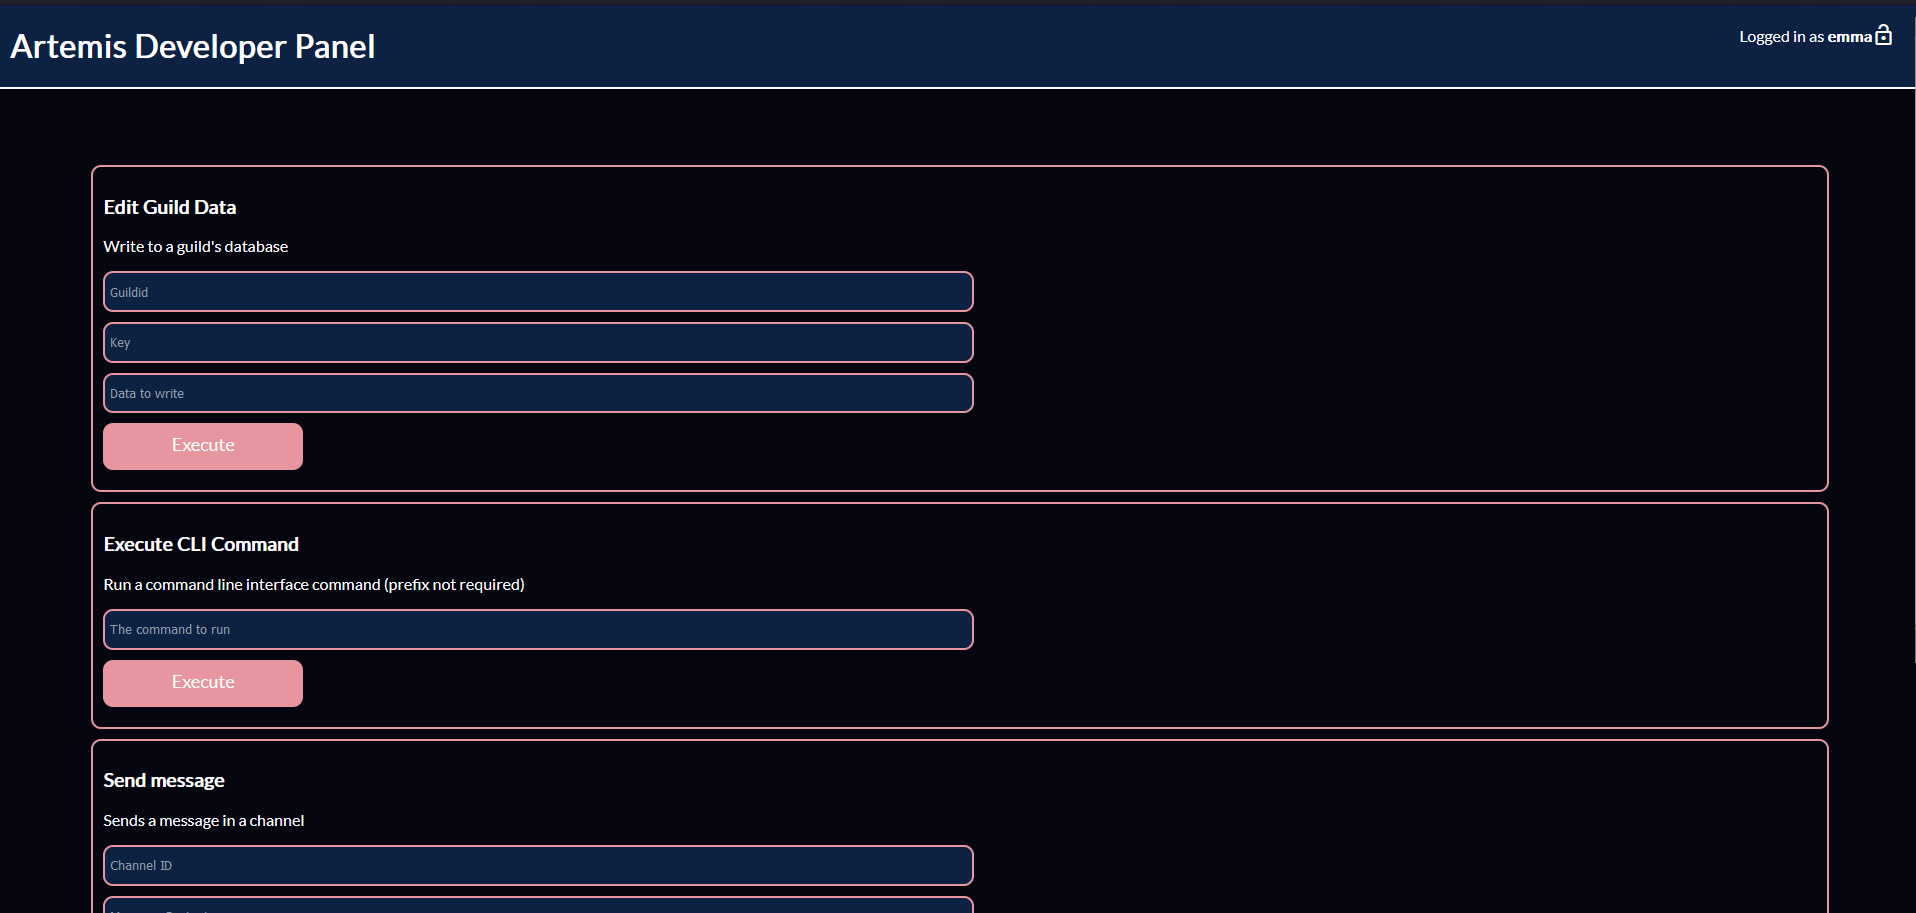 Artemis Developer Panel
Logged in as emma
Edit Guild Data
Write to a guild's database
Guildid
Key
Data to write
Execute
Execute CLI Command
Run a command line interface command (prefix not required)
The command to run
Execute
Send message
Sends a message in a channel
Channel ID